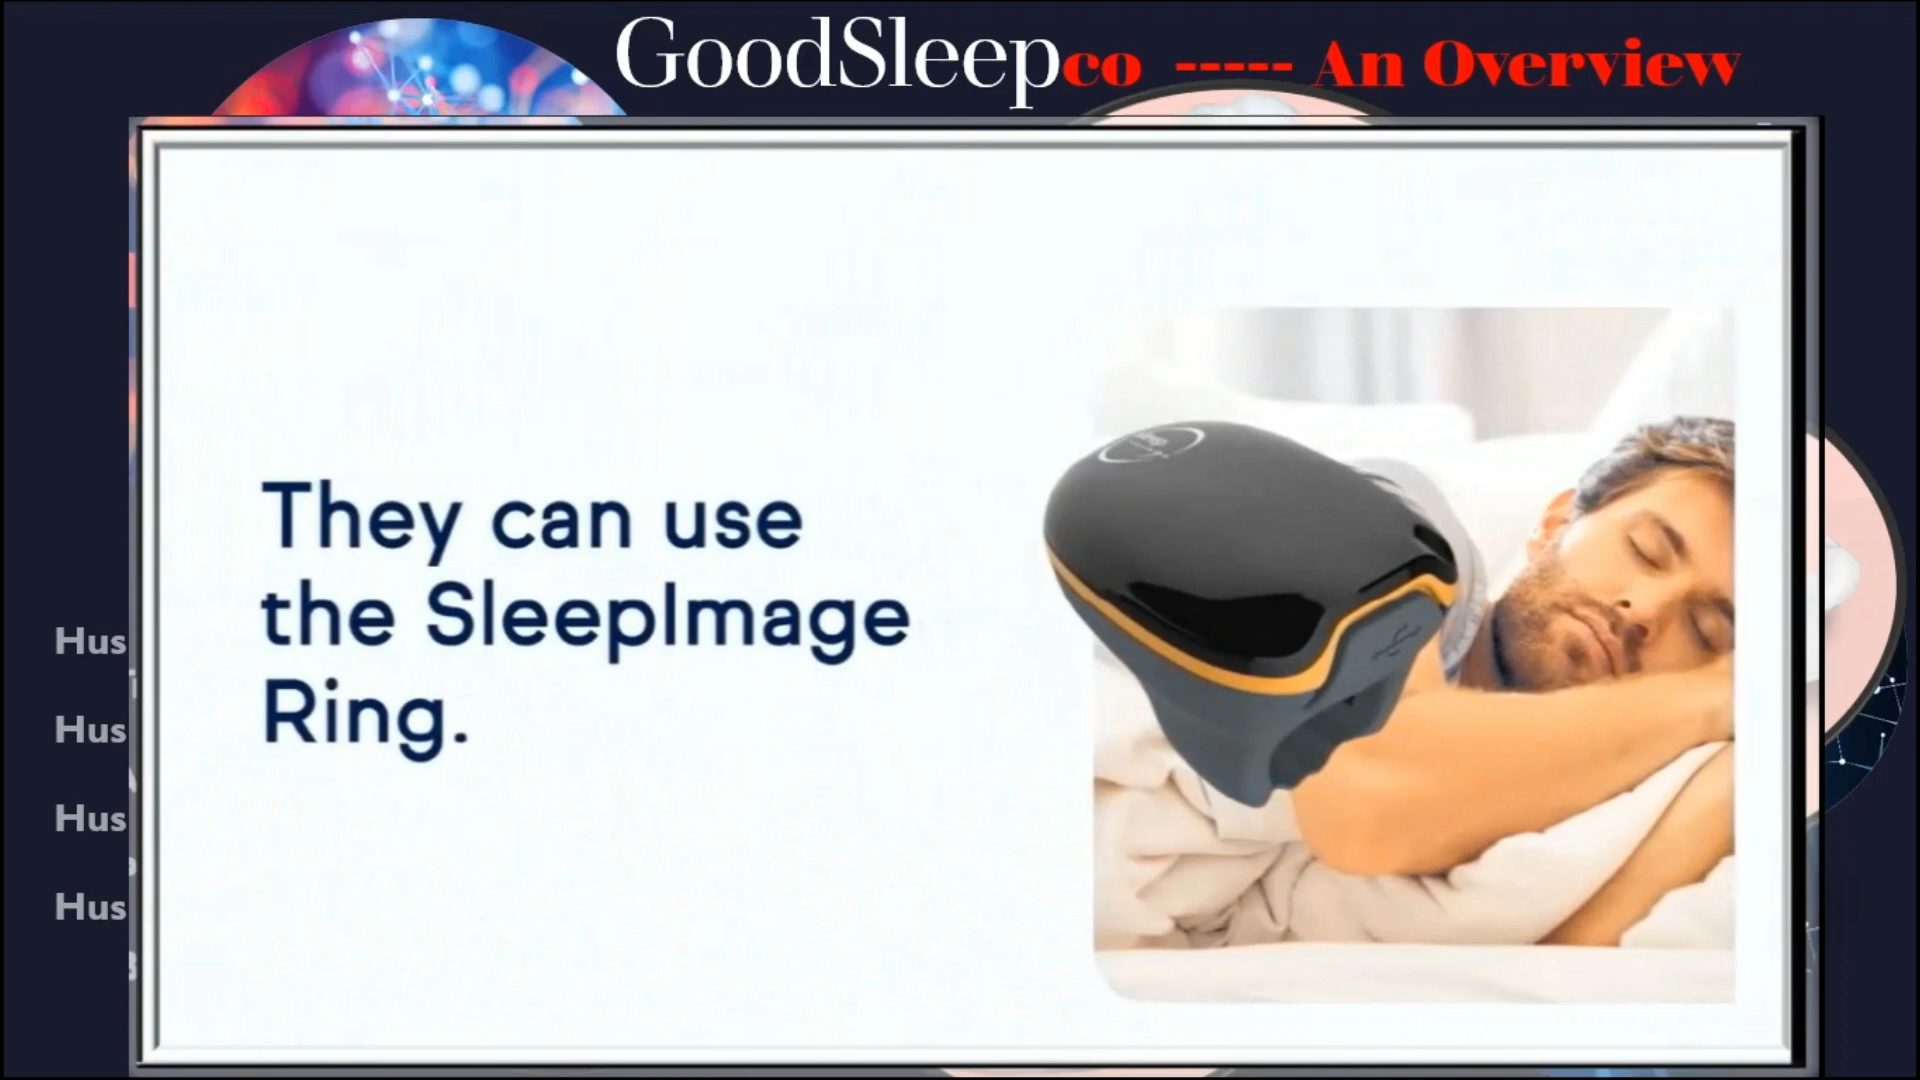 GoodSleepco ----- An Overview
They can use
the SleepImage
Ring.
Hus
Hus
Hus
Hus